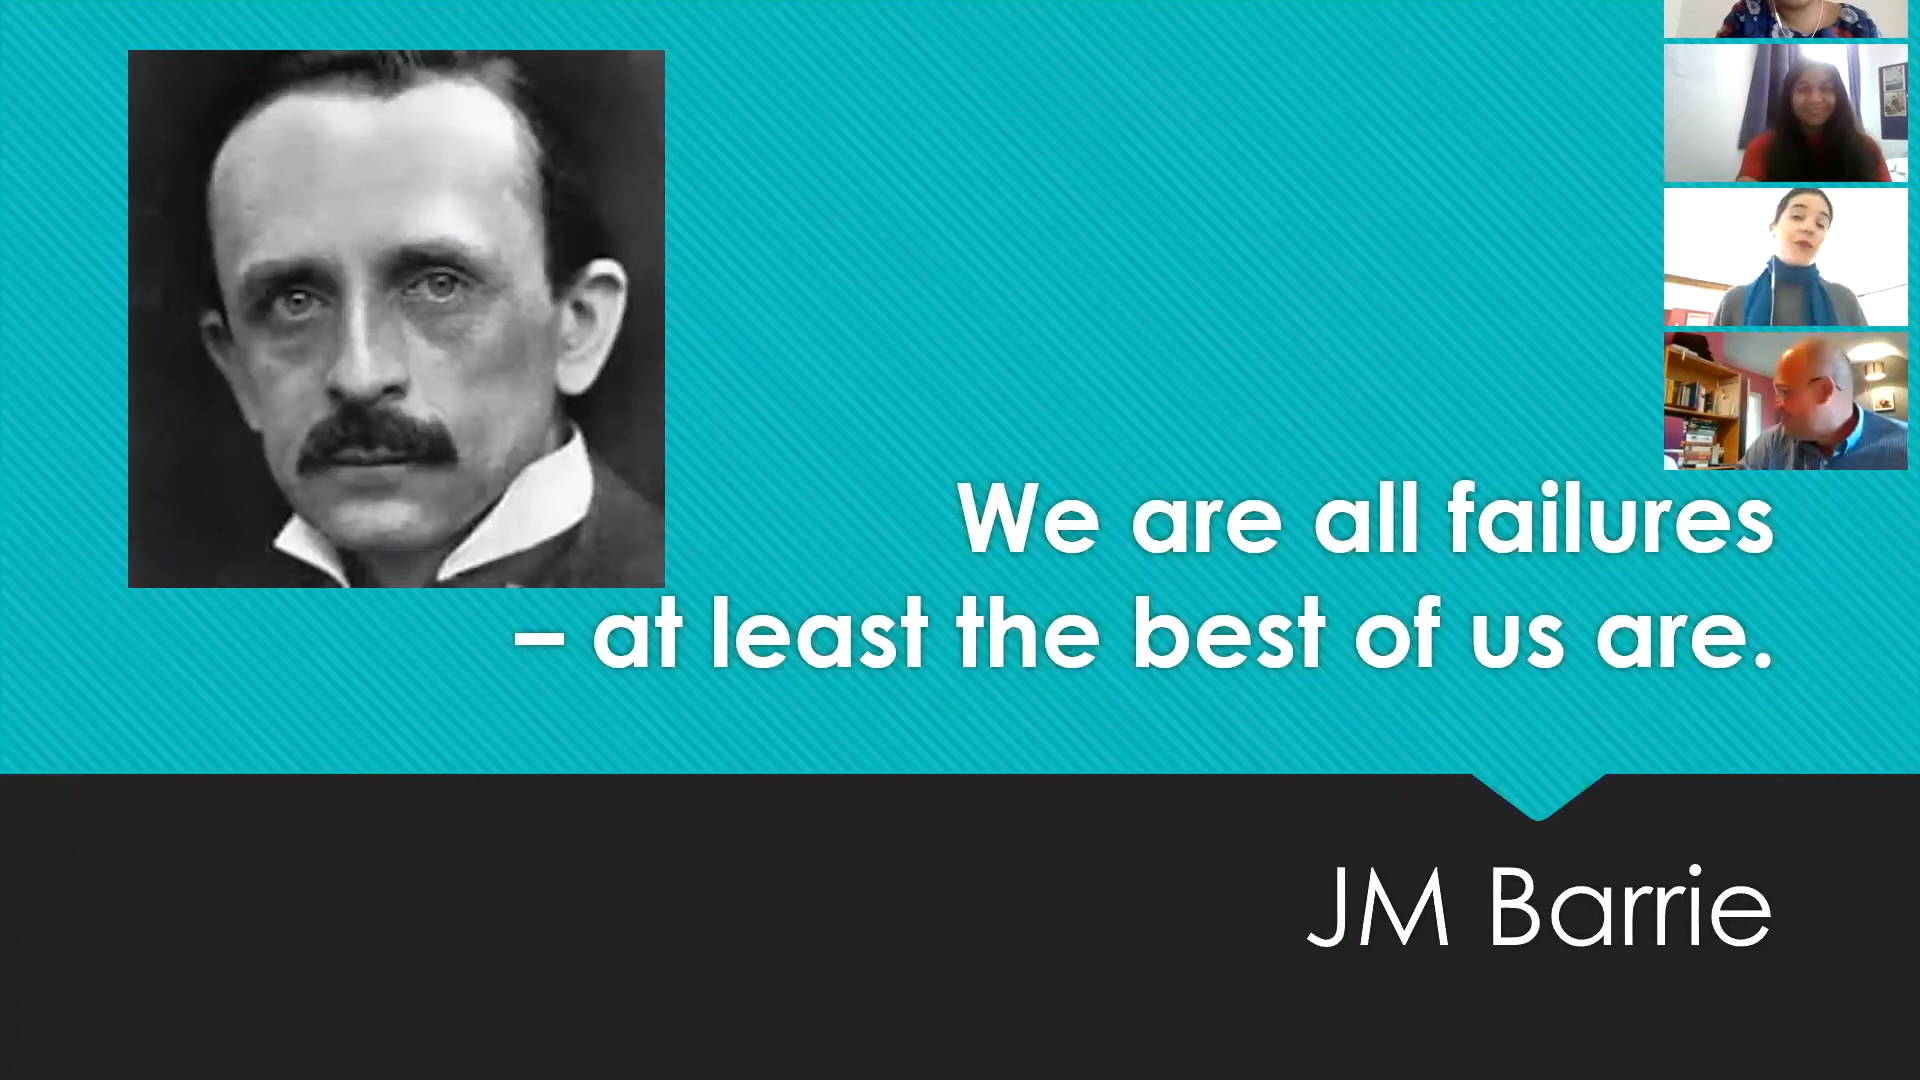 We are all failures
– at least the best of us are.
JM Barrie